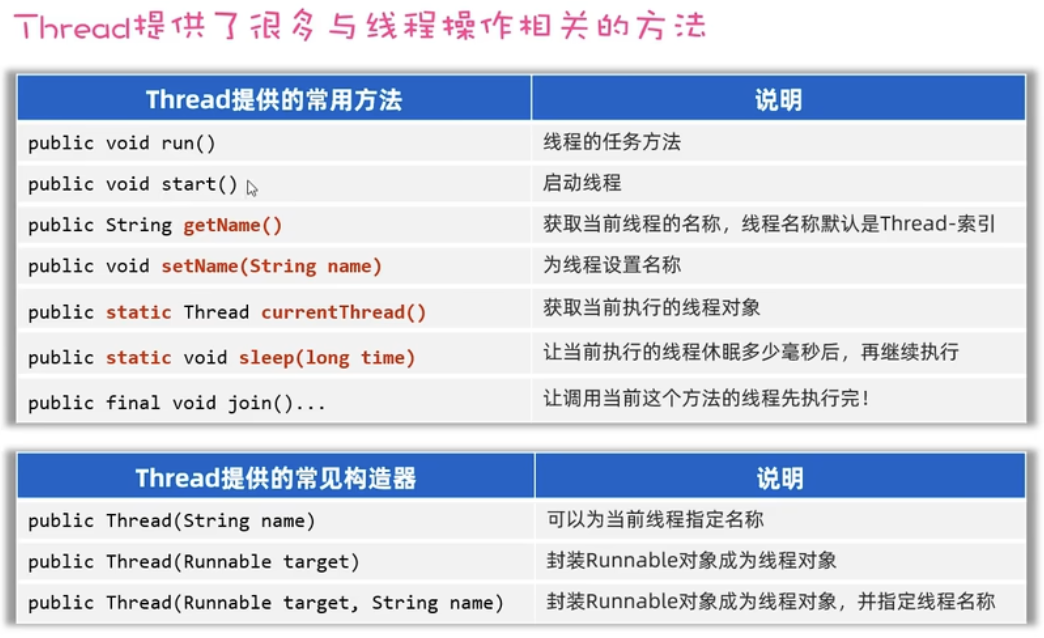 Thread提供了很多与线程操作相关的方法
Thread提供的常用方法 说明
public void run() 线程的任务方法
public void start() 启动线程
public String getName() 获取当前线程的名称，线程名称默认是Thread-索引
public void setName(String name) 为线程设置名称
public static Thread currentThread() 获取当前执行的线程对象
public static void sleep(long time) 让当前执行的线程休眠多少毫秒后，再继续执行
public final void join()... 让调用当前这个方法的线程先执行完！
Thread提供的常见构造器 说明
public Thread(String name) 可以为当前线程指定名称
public Thread(Runnable target) 封装Runnable对象成为线程对象
public Thread(Runnable target, String name) 封装Runnable对象成为线程对象，并指定线程名称